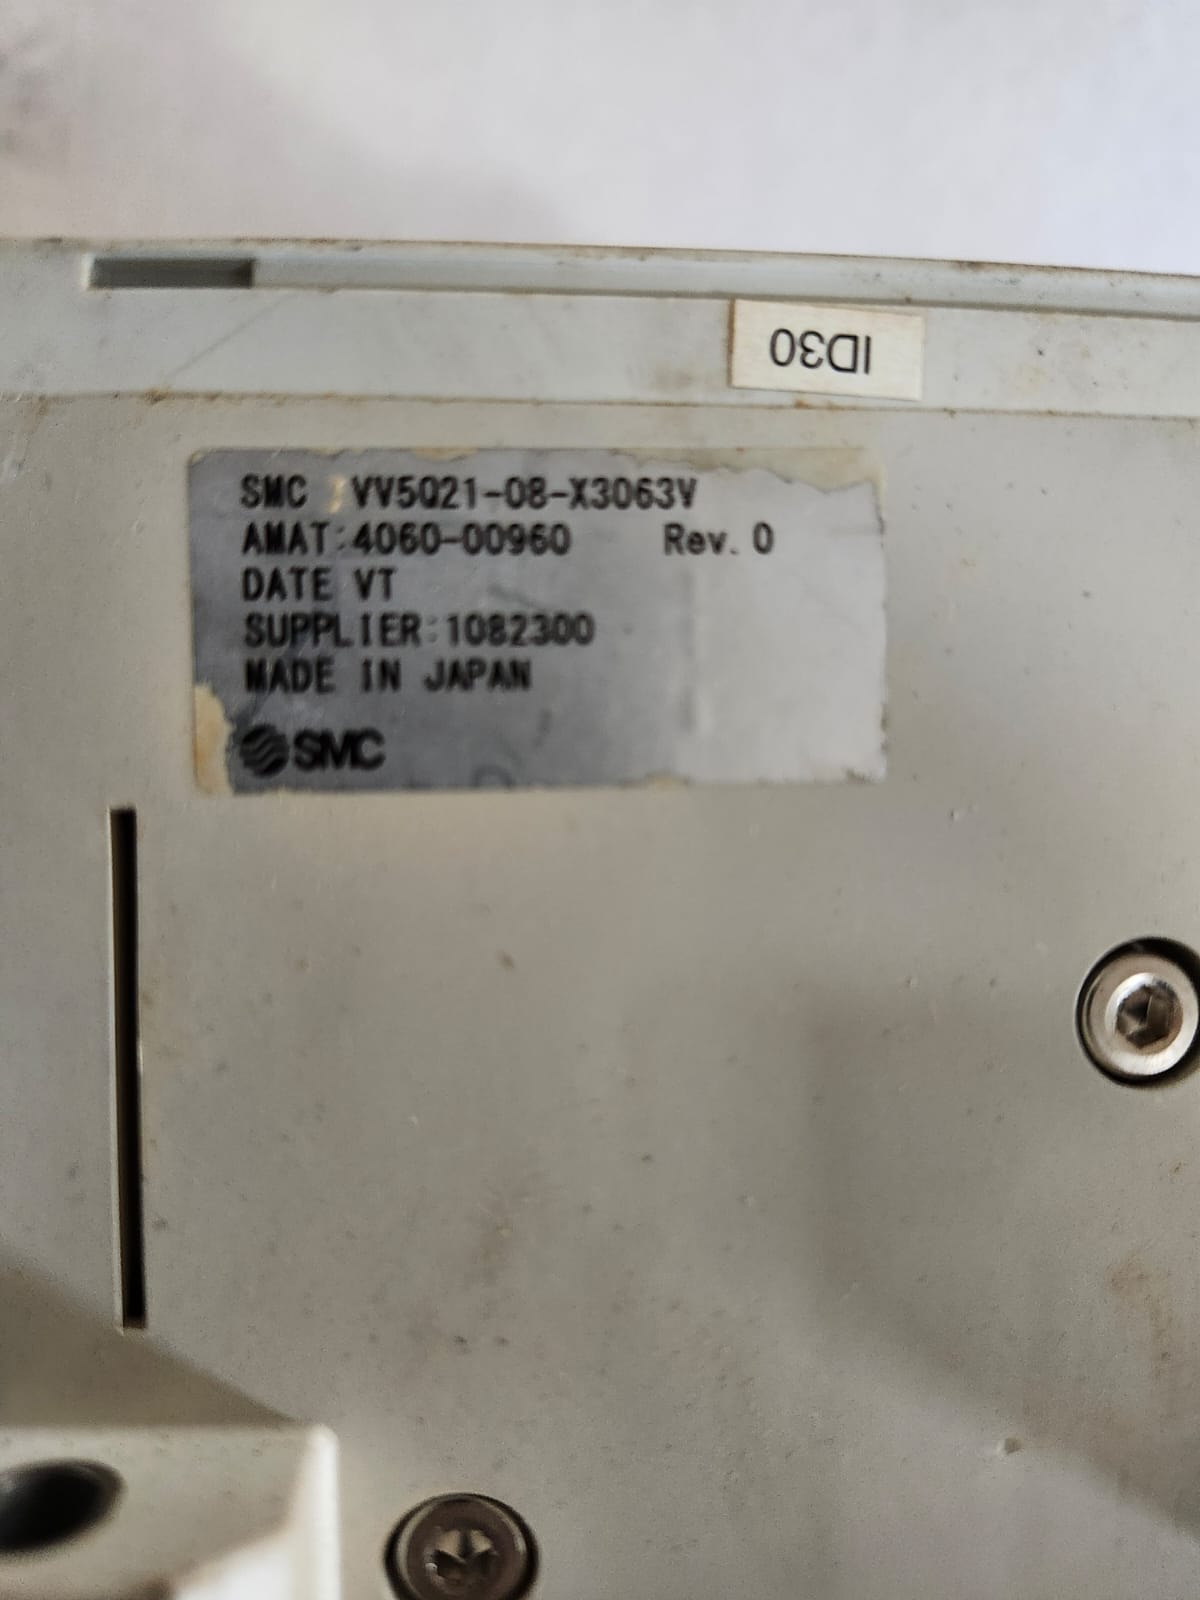 ID30
SMC VV5Q21-08-X3063V
AMAT:4060-00960 Rev. 0
DATE VT
SUPPLIER:1082300
MADE IN JAPAN
SMC